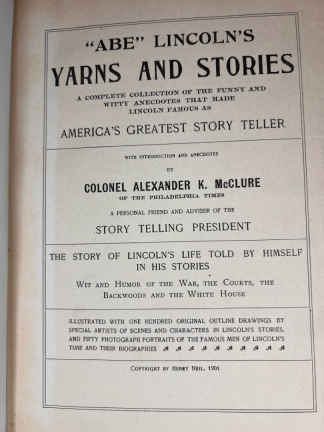 "ABE" LINCOLN'S
YARNS AND STORIES
A COMPLETE COLLECTION OF THE FUNNY AND
WITTY ANECDOTES THAT MADE
LINCOLN FAMOUS AS
AMERICA'S GREATEST STORY TELLER
WITH INTRODUCTION AND ANECDOTES
BY
COLONEL ALEXANDER K. McCLURE
OF THE PHILADELPHIA TIMES
A PERSONAL FRIEND AND ADVISER OF THE
STORY TELLING PRESIDENT
THE STORY OF LINCOLN'S LIFE TOLD BY HIMSELF
IN HIS STORIES
WIT AND HUMOR OF THE WAR, THE COURTS, THE
BACKWOODS AND THE WHITE HOUSE
ILLUSTRATED WITH ONE HUNDRED ORIGINAL OUTLINE DRAWINGS BY
SPECIAL ARTISTS OF SCENES AND CHARACTERS IN LINCOLN'S STORIES,
AND FIFTY PHOTOGRAPH PORTRAITS OF THE FAMOUS MEN OF LINCOLN'S
TIME AND THEIR BIOGRAPHIES
COPYRIGHT BY HENRY NEIL, 1901